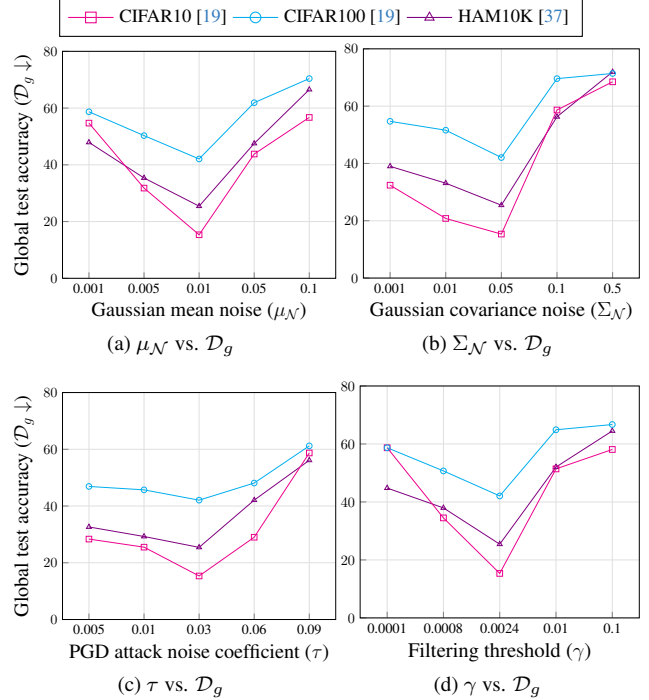 CIFAR10 [19] CIFAR100 [19] HAM10K [37]
80
60
40
20
0
Global test accuracy (𝒟g ↓)
0.001 0.005 0.01 0.05 0.1
Gaussian mean noise (μ𝒩)
(a) μ𝒩 vs. 𝒟g
80
60
40
20
0
0.001 0.01 0.05 0.1 0.5
Gaussian covariance noise (Σ𝒩)
(b) Σ𝒩 vs. 𝒟g
80
60
40
20
0
Global test accuracy (𝒟g ↓)
0.005 0.01 0.03 0.06 0.09
PGD attack noise coefficient (τ)
(c) τ vs. 𝒟g
80
60
40
20
0
0.0001 0.0008 0.0024 0.01 0.1
Filtering threshold (γ)
(d) γ vs. 𝒟g